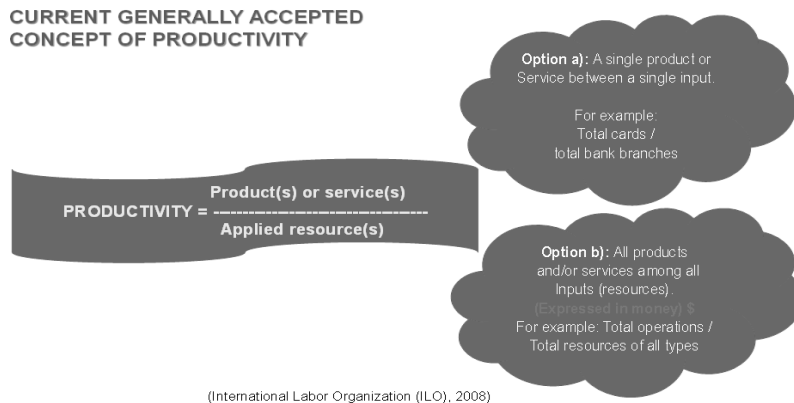 CURRENT GENERALLY ACCEPTED
CONCEPT OF PRODUCTIVITY
Option a): A single product or
Service between a single input.
For example:
Total cards /
total bank branches
Product(s) or service(s)
PRODUCTIVITY = ------------------------------------
Applied resource(s)
Option b): All products
and/or services among all
Inputs (resources).
(Expressed in money) $
For example: Total operations /
Total resources of all types
(International Labor Organization (ILO), 2008)